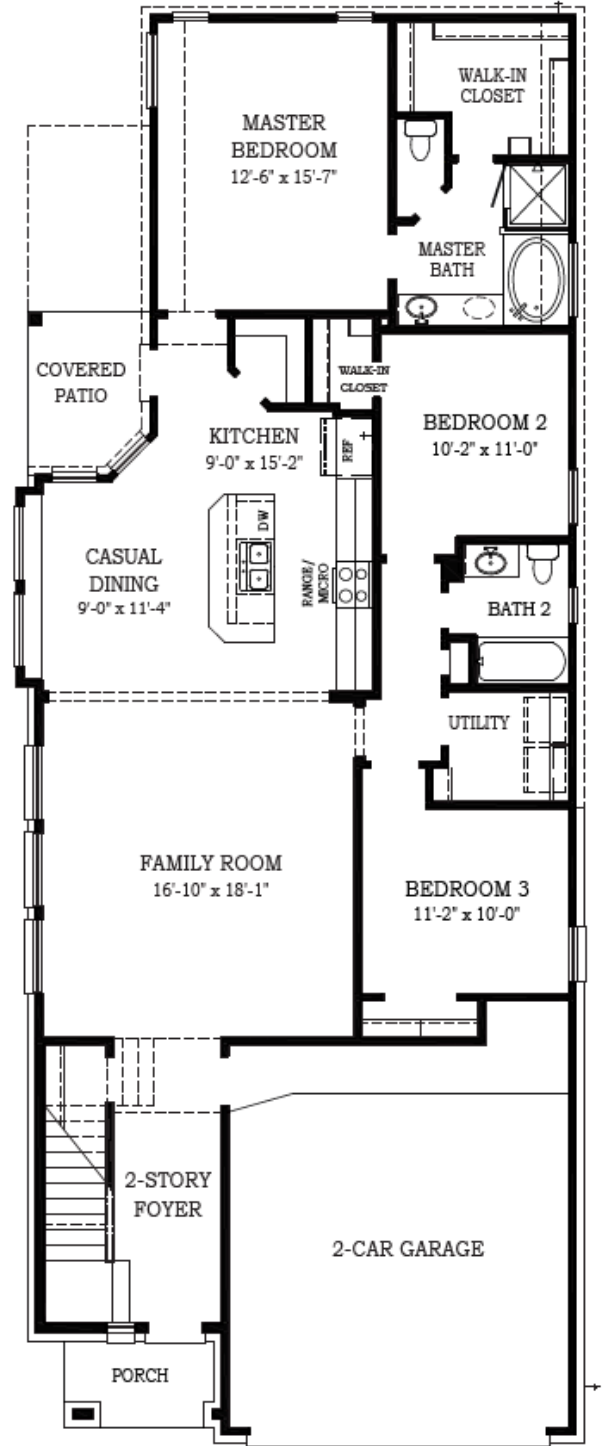 WALK-IN
CLOSET
MASTER
BEDROOM
12'-6" x 15'-7"
MASTER
BATH
COVERED
PATIO
WALK-IN
CLOSET
KITCHEN
9'-0" x 15'-2"
REF
BEDROOM 2
10'-2" x 11'-0"
DW
CASUAL
DINING
9'-0" x 11'-4"
RANGE/
MICRO
BATH 2
UTILITY
FAMILY ROOM
16'-10" x 18'-1"
BEDROOM 3
11'-2" x 10'-0"
2-STORY
FOYER
2-CAR GARAGE
PORCH